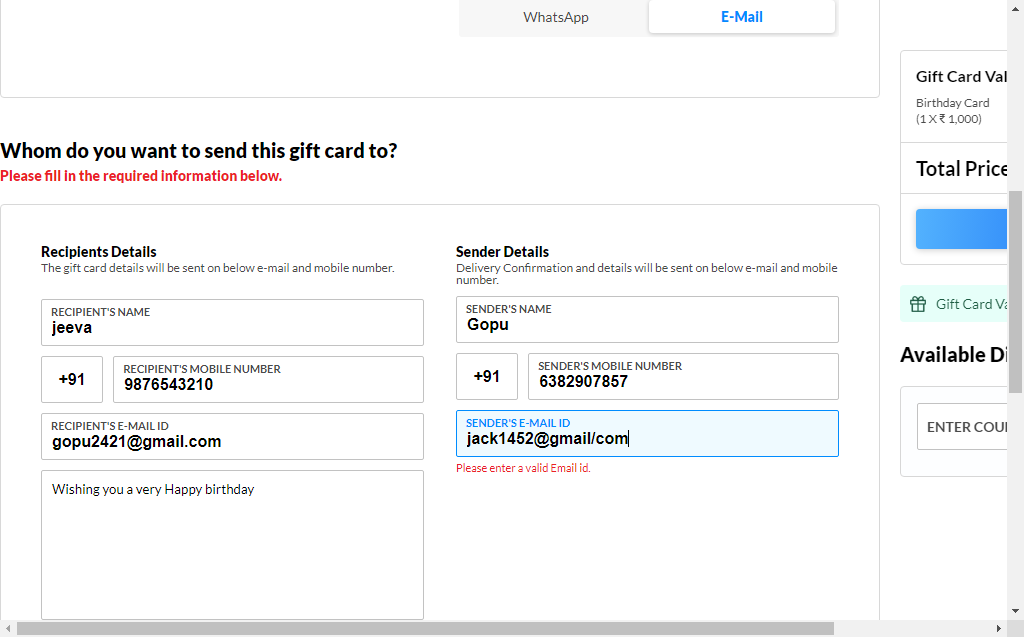 WhatsApp
E-Mail
Whom do you want to send this gift card to?
Please fill in the required information below.
Recipients Details
The gift card details will be sent on below e-mail and mobile number.
RECIPIENT'S NAME
jeeva
+91
RECIPIENT'S MOBILE NUMBER
9876543210
RECIPIENT'S E-MAIL ID
gopu2421@gmail.com
Wishing you a very Happy birthday
Sender Details
Delivery Confirmation and details will be sent on below e-mail and mobile
number.
SENDER'S NAME
Gopu
+91
SENDER'S MOBILE NUMBER
6382907857
SENDER'S E-MAIL ID
jack1452@gmail/com
Please enter a valid Email id.
Gift Card Val
Birthday Card
(1 X ₹ 1,000)
Total Price
Gift Card Va
Available Di
ENTER COU